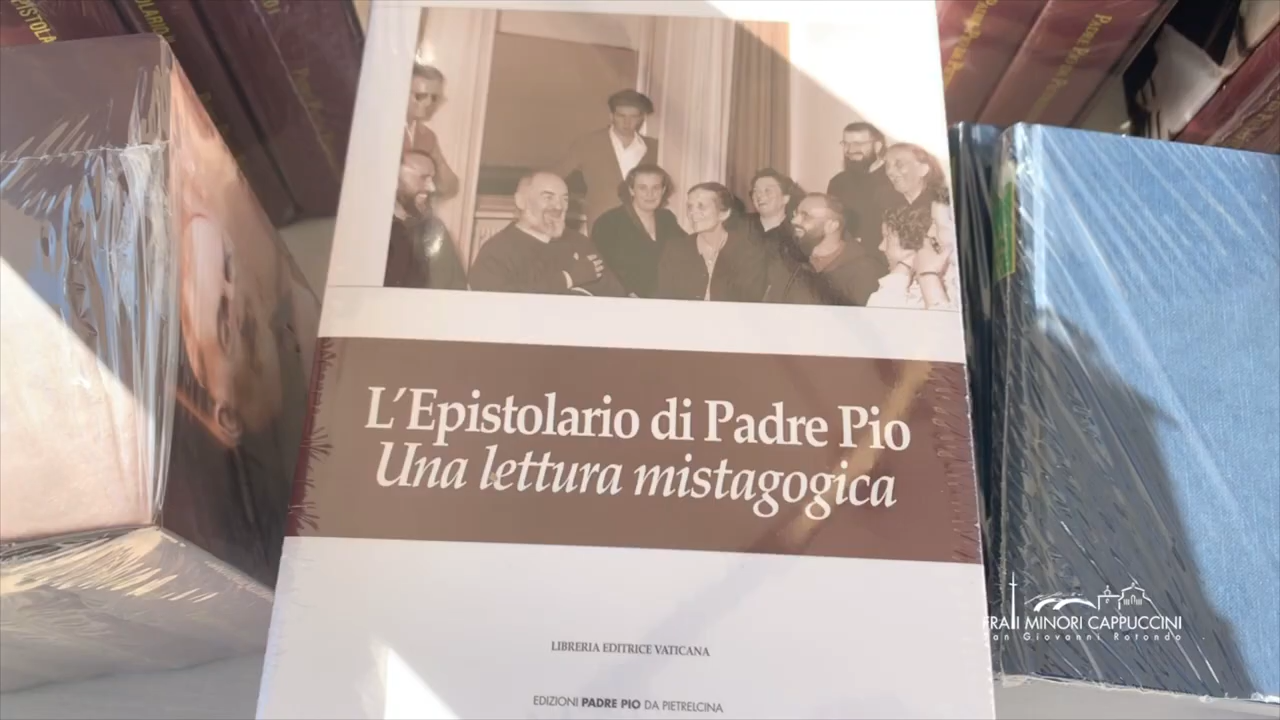 L'Epistolario di Padre Pio
Una lettura mistagogica
LIBRERIA EDITRICE VATICANA
EDIZIONI PADRE PIO DA PIETRELCINA
FRATI MINORI CAPPUCCINI
San Giovanni Rotondo